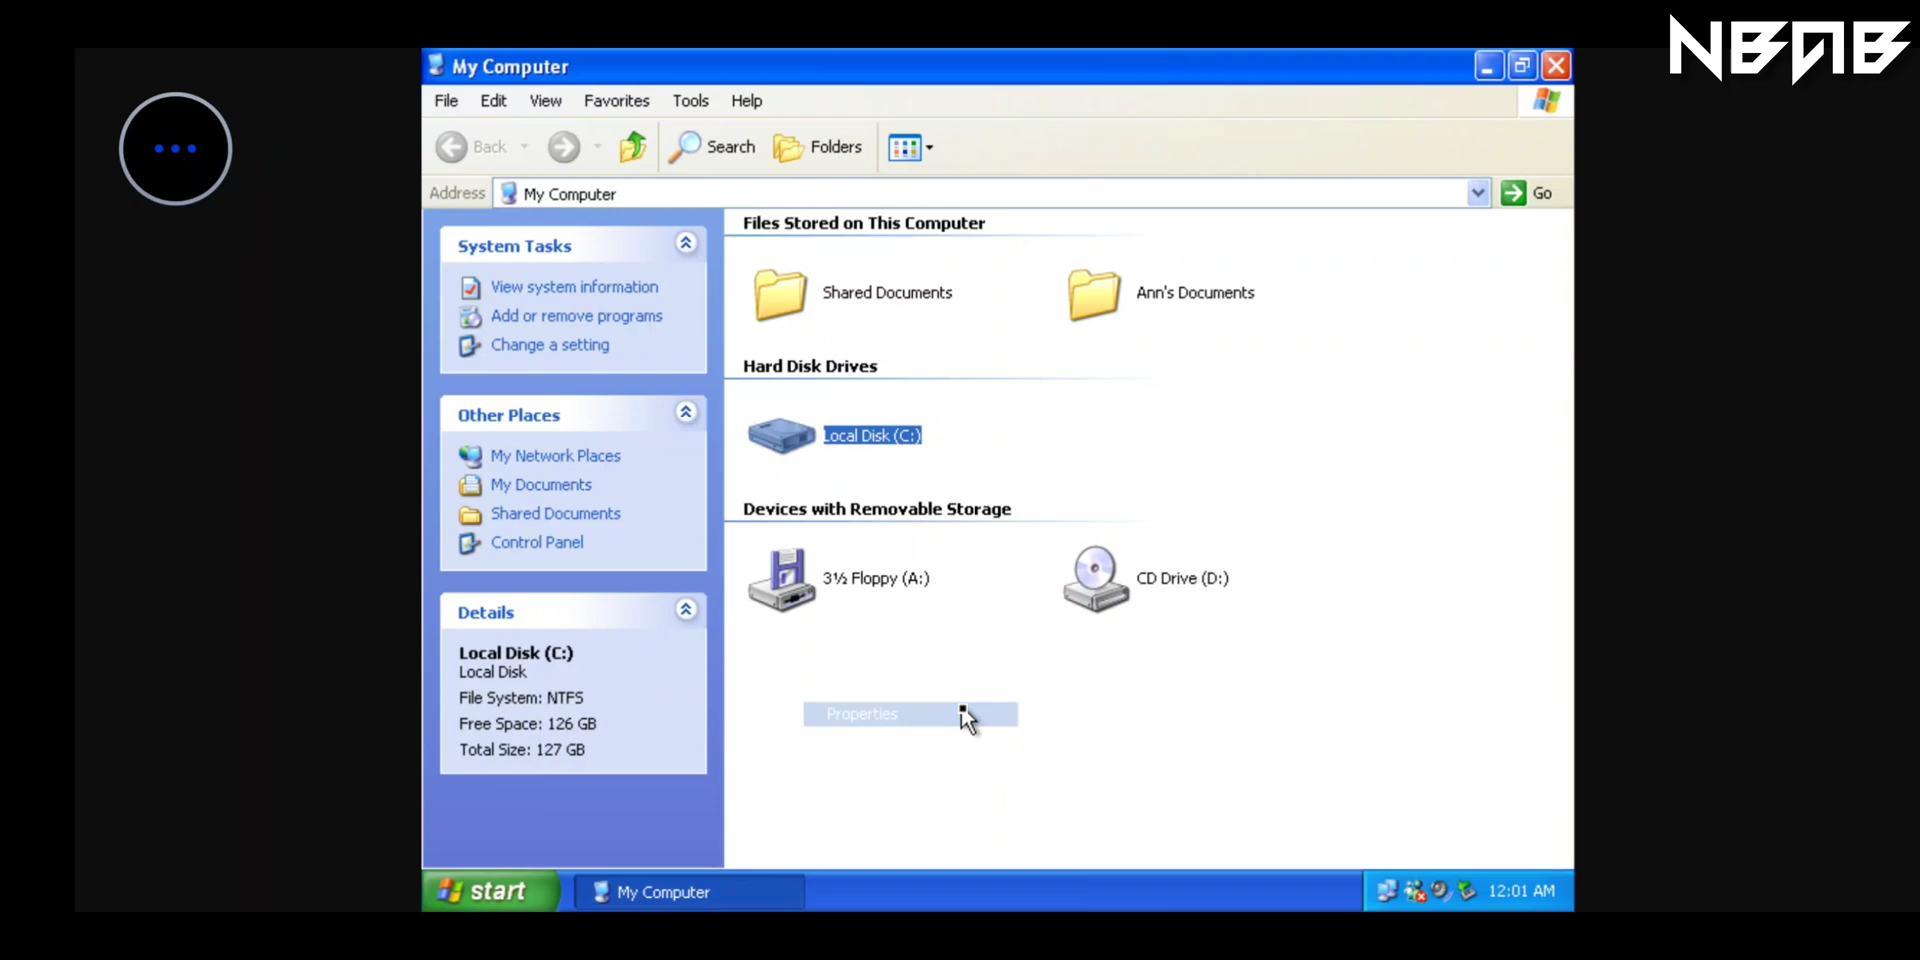 NBAB
My Computer
File Edit View Favorites Tools Help
Back Search Folders
Address My Computer Go
System Tasks
View system information
Add or remove programs
Change a setting
Other Places
My Network Places
My Documents
Shared Documents
Control Panel
Details
Local Disk (C:)
Local Disk
File System: NTFS
Free Space: 126 GB
Total Size: 127 GB
Files Stored on This Computer
Shared Documents Ann's Documents
Hard Disk Drives
Local Disk (C:)
Devices with Removable Storage
3½ Floppy (A:) CD Drive (D:)
Properties
start My Computer 12:01 AM